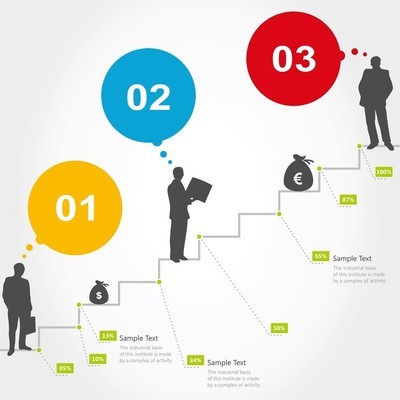 03
02
01
100%
87%
€
65%
Sample Text
The industrial basis
of this institute is made
by a complex of activity.
$
50%
13%
Sample Text
The industrial basis
of this institute is made
by a complex of activity.
10%
05%
34%
Sample Text
The industrial basis
of this institute is made
by a complex of activity.